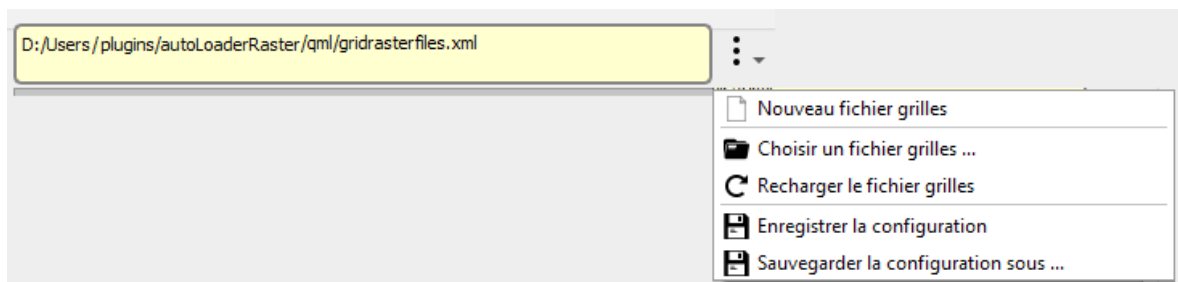 D:/Users/plugins/autoLoaderRaster/qml/gridrasterfiles.xml
Nouveau fichier grilles
Choisir un fichier grilles ...
Recharger le fichier grilles
Enregistrer la configuration
Sauvegarder la configuration sous ...